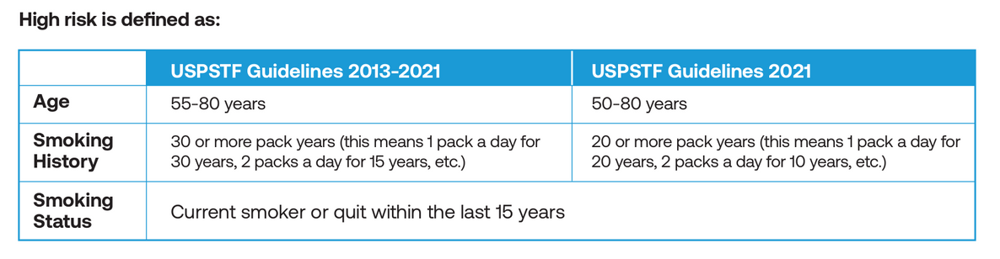 High risk is defined as:
USPSTF Guidelines 2013-2021
USPSTF Guidelines 2021
Age
55-80 years
50-80 years
Smoking
History
30 or more pack years (this means 1 pack a day for
30 years, 2 packs a day for 15 years, etc.)
20 or more pack years (this means 1 pack a day for
20 years, 2 packs a day for 10 years, etc.)
Smoking
Status
Current smoker or quit within the last 15 years